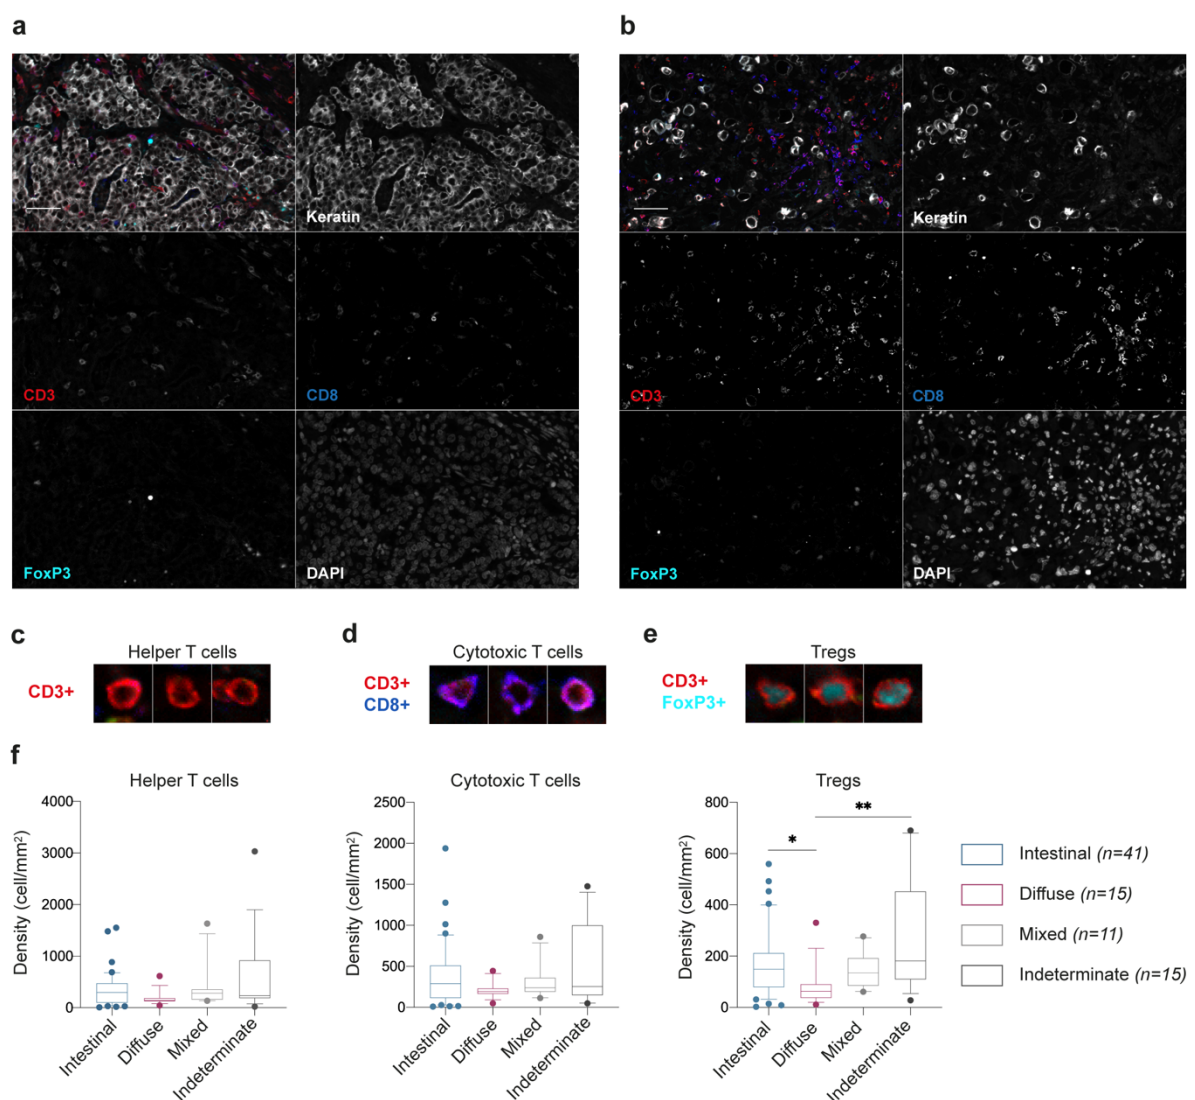 a
b
Keratin
Keratin
CD3
CD8
CD3
CD8
FoxP3
DAPI
FoxP3
DAPI
c
d
e
Helper T cells
Cytotoxic T cells
Tregs
CD3+
CD3+
CD8+
CD3+
FoxP3+
f
Helper T cells
Density (cell/mm²)
4000
3000
2000
1000
0
Intestinal
Diffuse
Mixed
Indeterminate
Cytotoxic T cells
Density (cell/mm²)
2500
2000
1500
1000
500
0
Intestinal
Diffuse
Mixed
Indeterminate
Tregs
Density (cell/mm²)
800
600
400
200
0
*
**
Intestinal
Diffuse
Mixed
Indeterminate
Intestinal (n=41)
Diffuse (n=15)
Mixed (n=11)
Indeterminate (n=15)